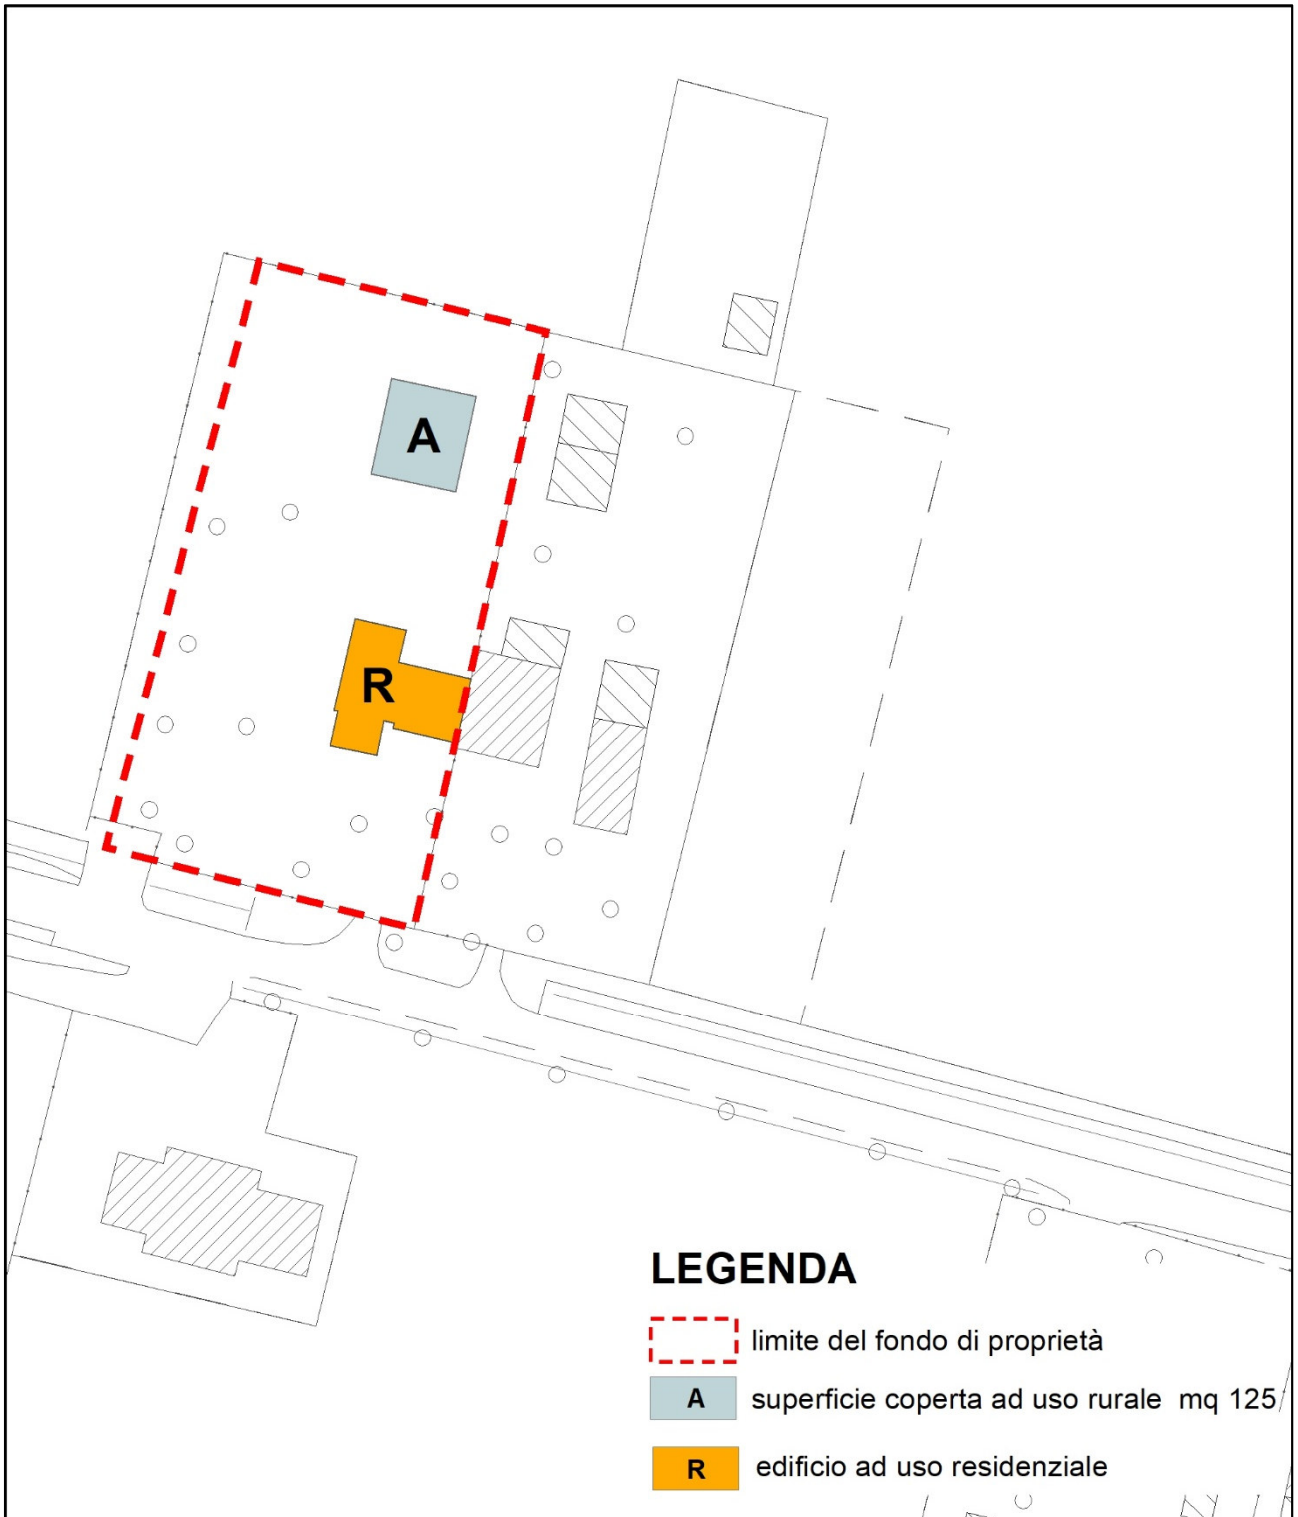 A
R
LEGENDA
limite del fondo di proprietà
A superficie coperta ad uso rurale mq 125
R edificio ad uso residenziale